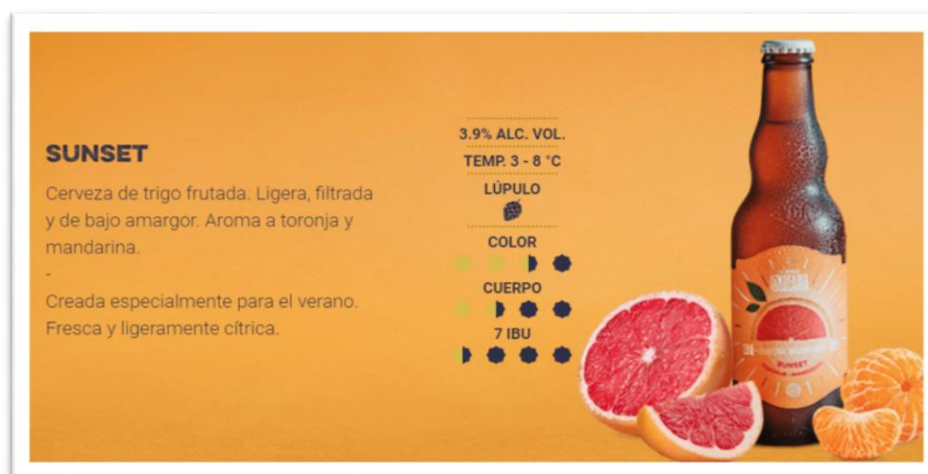 SUNSET
Cerveza de trigo frutada. Ligera, filtrada
y de bajo amargor. Aroma a toronja y
mandarina.
-
Creada especialmente para el verano.
Fresca y ligeramente cítrica.
3.9% ALC. VOL.
TEMP. 3 - 8 °C
LÚPULO
COLOR
CUERPO
7 IBU
SUNSET